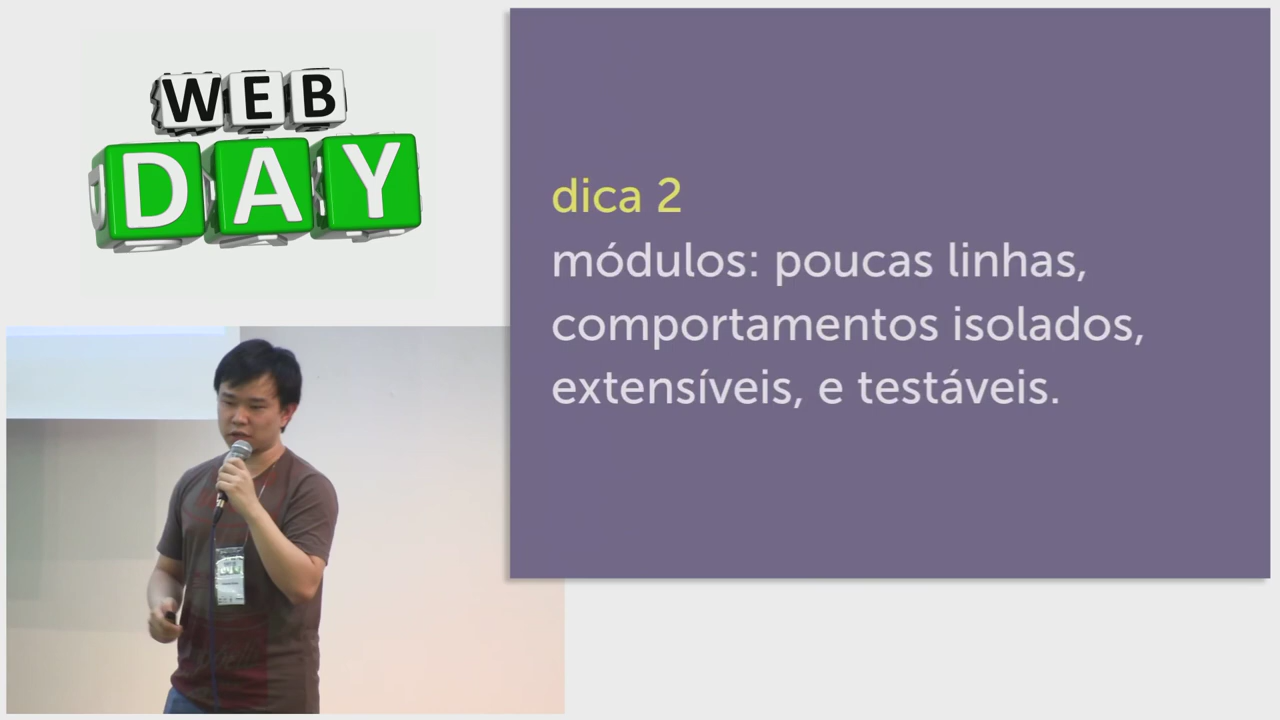 WEB
DAY
dica 2
módulos: poucas linhas,
comportamentos isolados,
extensíveis, e testáveis.